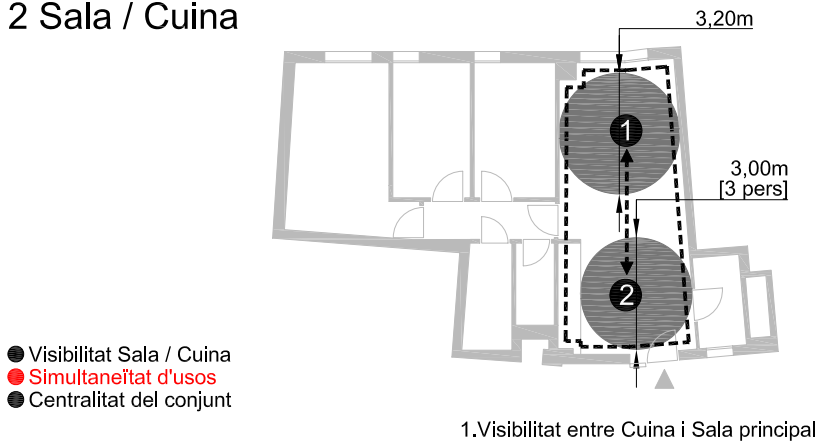 2 Sala / Cuina
3,20m
1
3,00m
[3 pers]
2
Visibilitat Sala / Cuina
Simultaneïtat d'usos
Centralitat del conjunt
1.Visibilitat entre Cuina i Sala principal